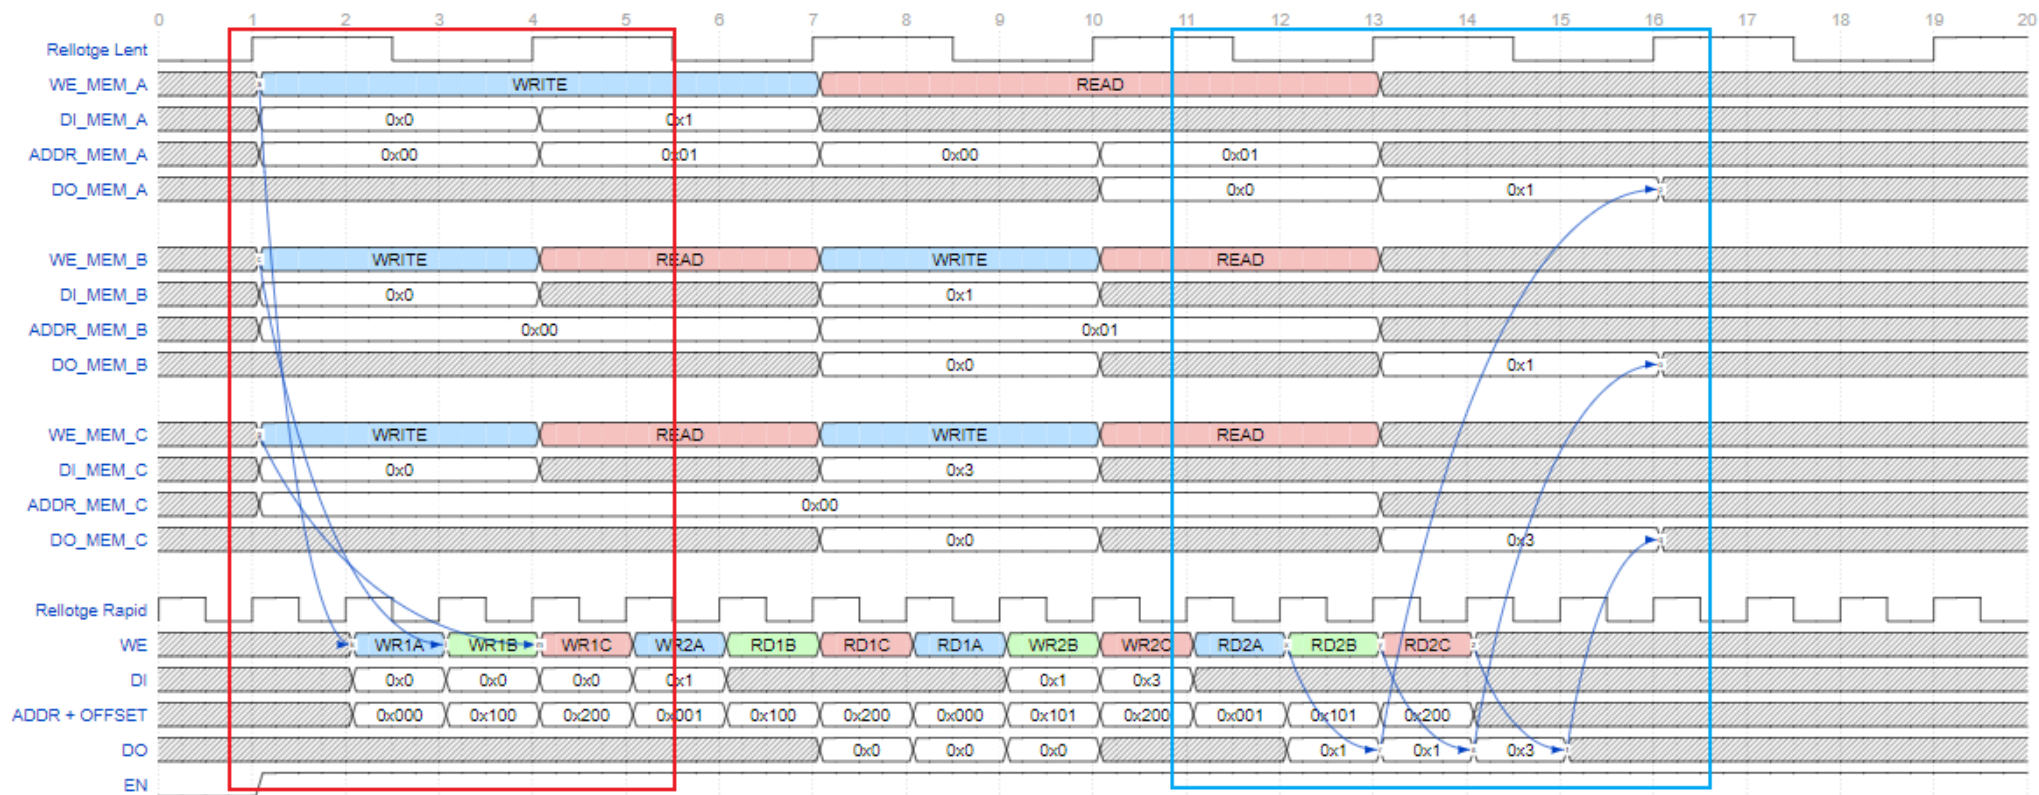 0 1 2 3 4 5 6 7 8 9 10 11 12 13 14 15 16 17 18 19 20
Rellotge Lent
WE_MEM_A WRITE READ
DI_MEM_A 0x0 0x1
ADDR_MEM_A 0x00 0x01 0x00 0x01
DO_MEM_A 0x0 0x1
WE_MEM_B WRITE READ WRITE READ
DI_MEM_B 0x0 0x1
ADDR_MEM_B 0x00 0x01
DO_MEM_B 0x0 0x1
WE_MEM_C WRITE READ WRITE READ
DI_MEM_C 0x0 0x3
ADDR_MEM_C 0x00
DO_MEM_C 0x0 0x3
Rellotge Rapid
WE WR1A WR1B WR1C WR2A RD1B RD1C RD1A WR2B WR2C RD2A RD2B RD2C
DI 0x0 0x0 0x0 0x1 0x1 0x3
ADDR + OFFSET 0x000 0x100 0x200 0x001 0x100 0x200 0x000 0x101 0x200 0x001 0x101 0x200
DO 0x0 0x0 0x0 0x1 0x1 0x3
EN